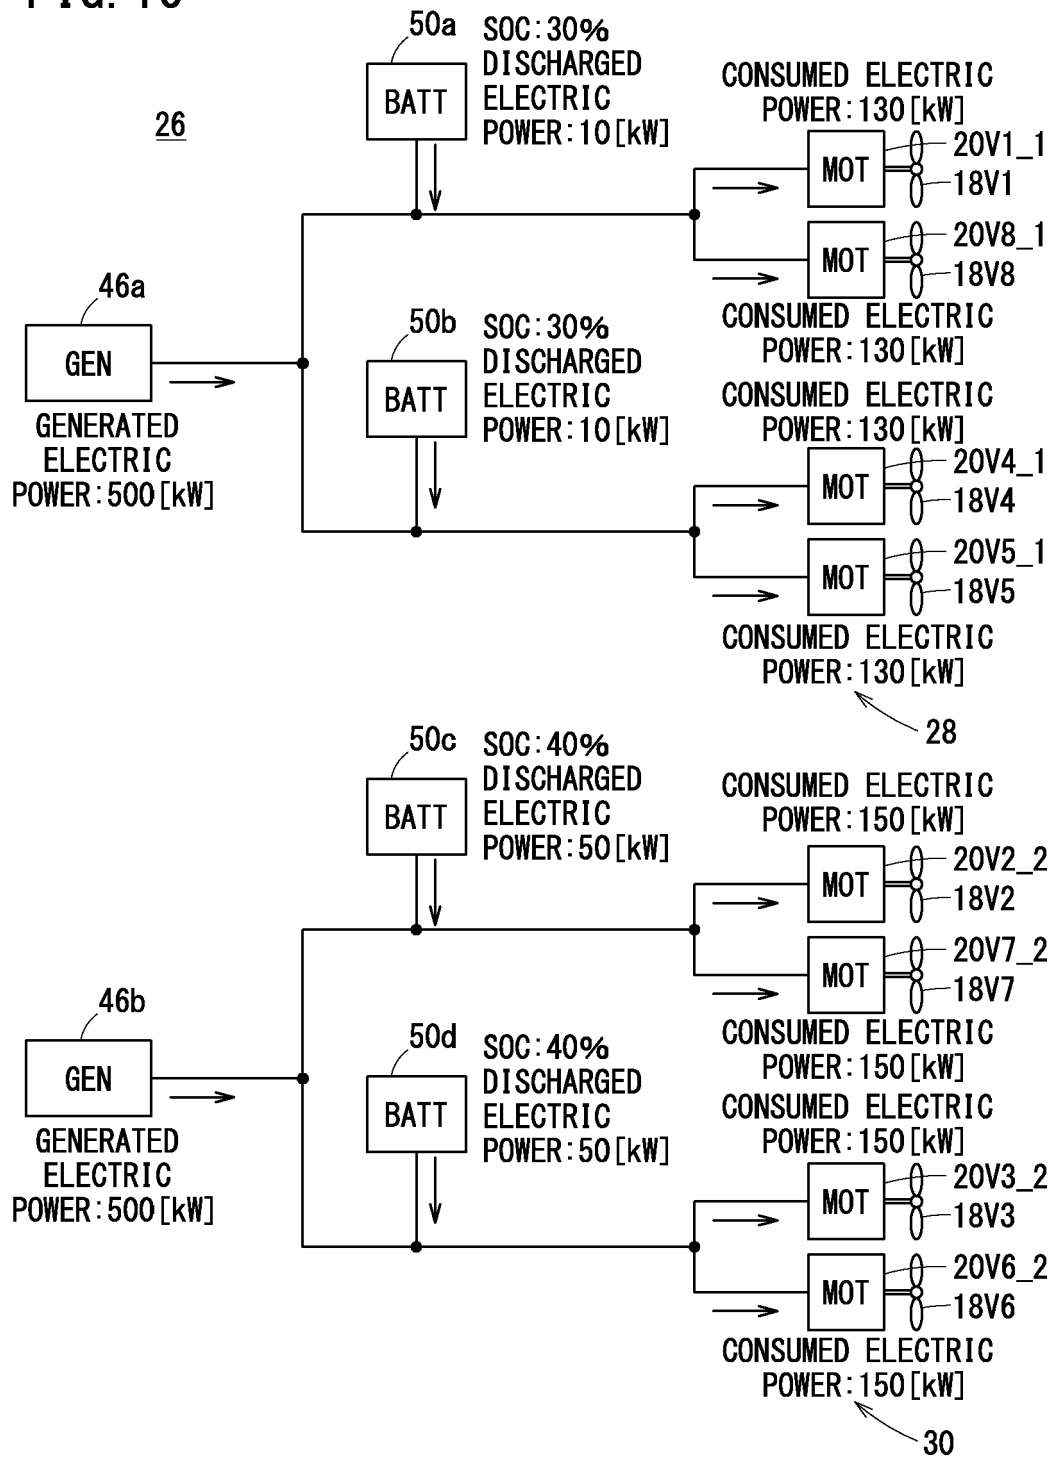 50a
SOC:30%
DISCHARGED
ELECTRIC
POWER:10[kW]
BATT
26
CONSUMED ELECTRIC
POWER:130[kW]
MOT
20V1_1
18V1
MOT
20V8_1
18V8
CONSUMED ELECTRIC
POWER:130[kW]
46a
GEN
GENERATED
ELECTRIC
POWER:500[kW]
50b
SOC:30%
DISCHARGED
ELECTRIC
POWER:10[kW]
BATT
CONSUMED ELECTRIC
POWER:130[kW]
MOT
20V4_1
18V4
MOT
20V5_1
18V5
CONSUMED ELECTRIC
POWER:130[kW]
28
50c
SOC:40%
DISCHARGED
ELECTRIC
POWER:50[kW]
BATT
CONSUMED ELECTRIC
POWER:150[kW]
MOT
20V2_2
18V2
MOT
20V7_2
18V7
CONSUMED ELECTRIC
POWER:150[kW]
46b
GEN
GENERATED
ELECTRIC
POWER:500[kW]
50d
SOC:40%
DISCHARGED
ELECTRIC
POWER:50[kW]
BATT
CONSUMED ELECTRIC
POWER:150[kW]
MOT
20V3_2
18V3
MOT
20V6_2
18V6
CONSUMED ELECTRIC
POWER:150[kW]
30